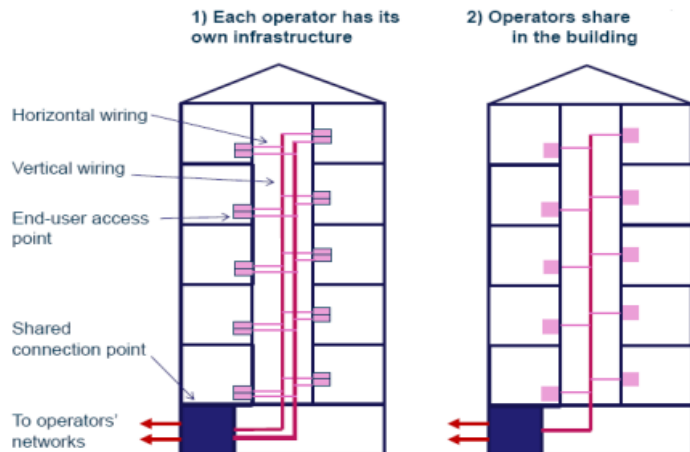 1) Each operator has its
own infrastructure
2) Operators share
in the building
Horizontal wiring
Vertical wiring
End-user access
point
Shared
connection point
To operators'
networks